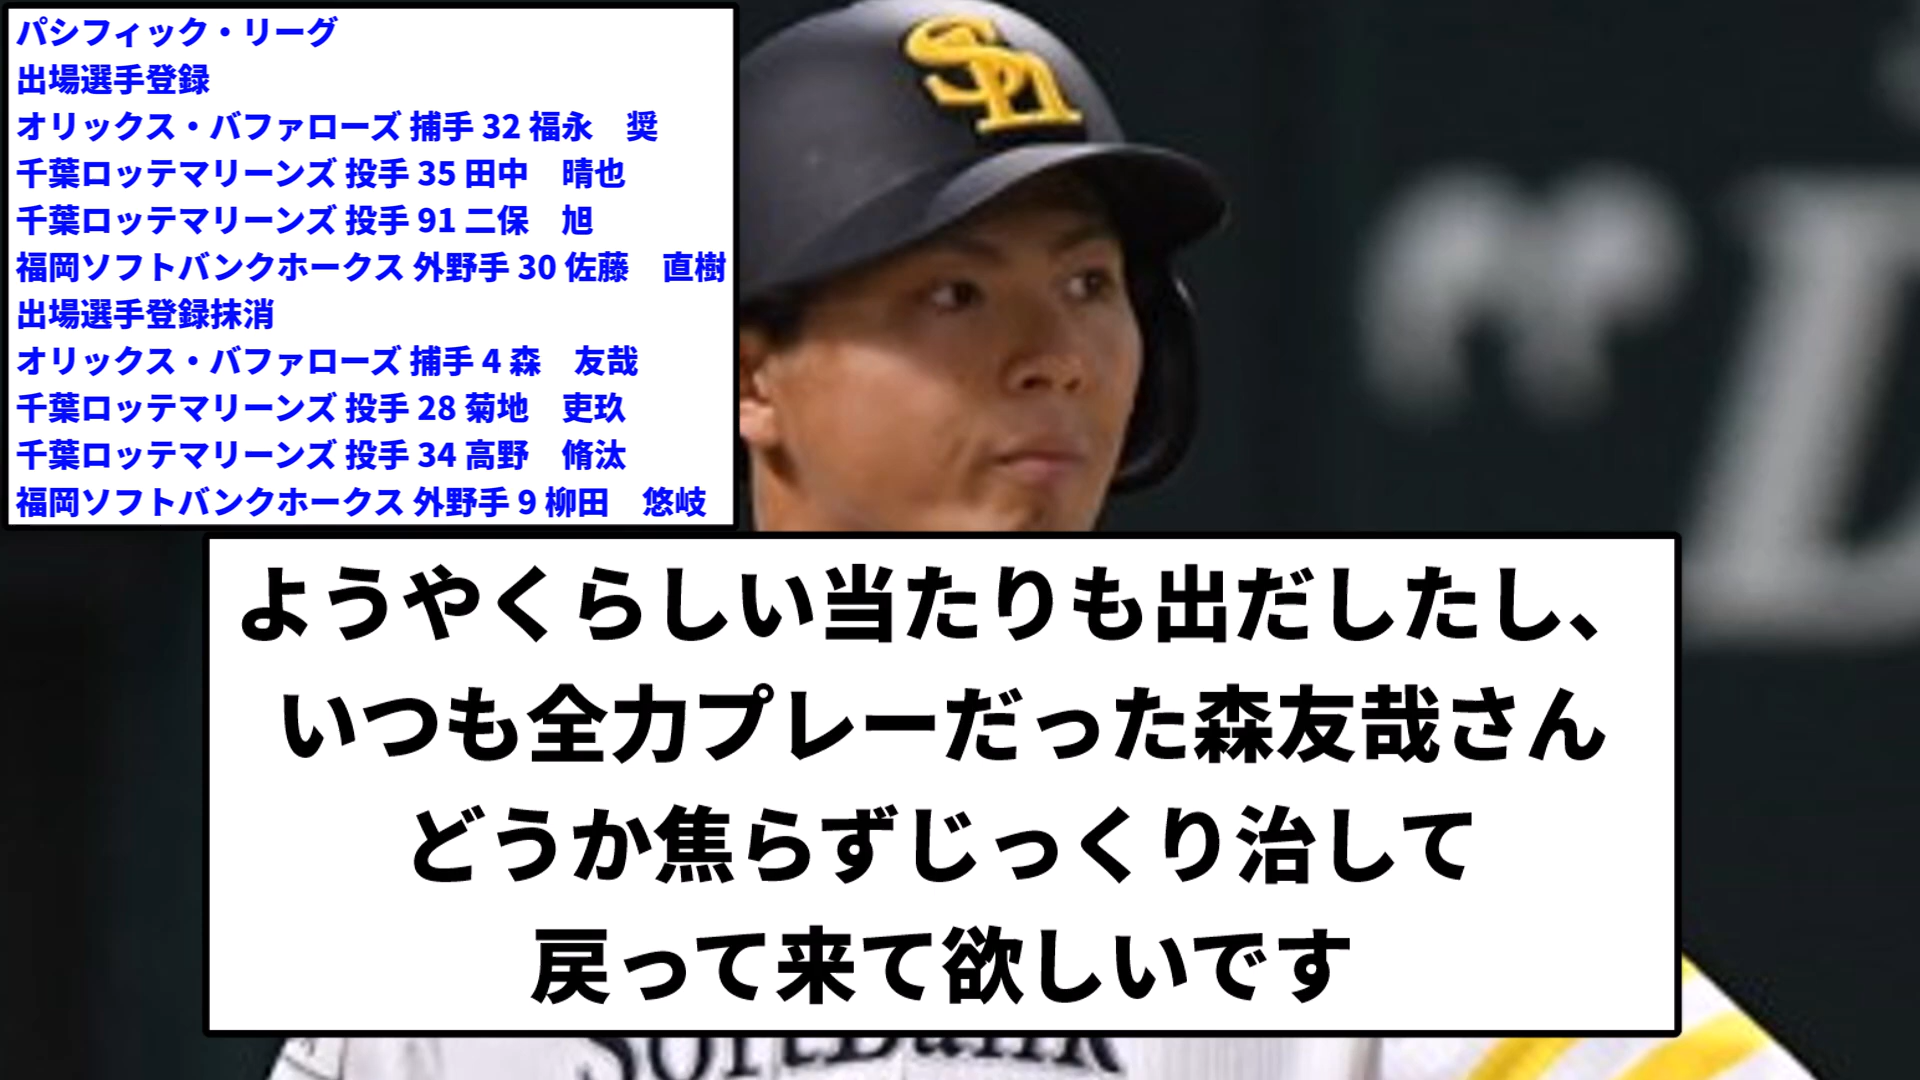 パシフィック・リーグ
出場選手登録
オリックス・バファローズ 捕手 32 福永　奨
千葉ロッテマリーンズ 投手 35 田中　晴也
千葉ロッテマリーンズ 投手 91 二保　旭
福岡ソフトバンクホークス 外野手 30 佐藤　直樹
出場選手登録抹消
オリックス・バファローズ 捕手 4 森　友哉
千葉ロッテマリーンズ 投手 28 菊地　吏玖
千葉ロッテマリーンズ 投手 34 高野　脩汰
福岡ソフトバンクホークス 外野手 9 柳田　悠岐
SH
ようやくらしい当たりも出だしたし、
いつも全力プレーだった森友哉さん
どうか焦らずじっくり治して
戻って来て欲しいです
SoftBank